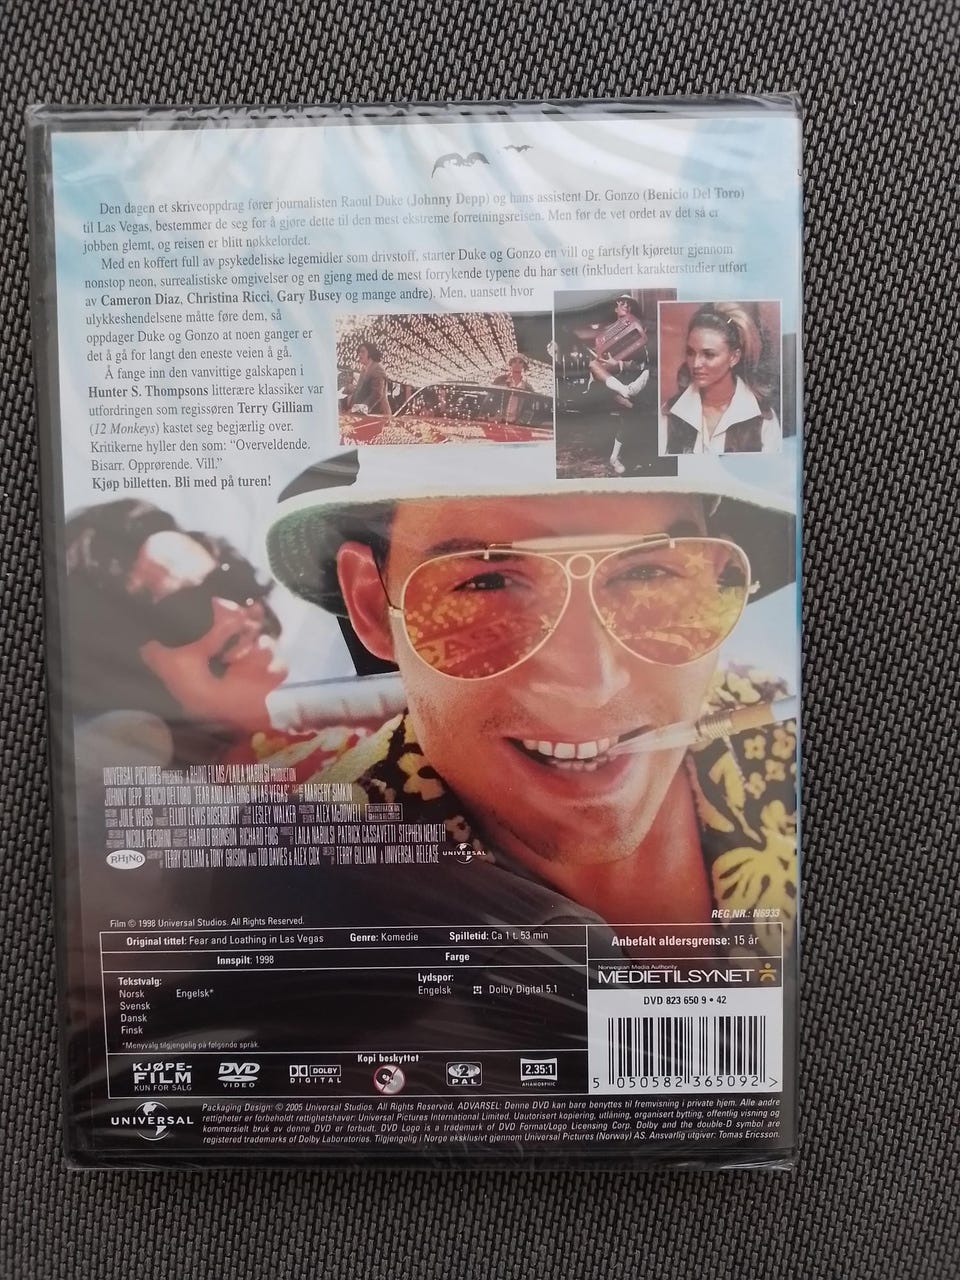 Den dagen et skriveoppdrag fører journalisten Raoul Duke (Johnny Depp) og hans assistent Dr. Gonzo (Benicio Del Toro)
til Las Vegas, bestemmer de seg for å gjøre dette til den mest ekstreme forretningsreisen. Men før de vet ordet av det så er
jobben glemt, og reisen er blitt nøkkelordet.
Med en koffert full av psykedeliske legemidler som drivstoff, starter Duke og Gonzo en vill og fartsfylt kjøretur gjennom
nonstop neon, surrealistiske omgivelser og en gjeng med de mest forrykende typene du har sett (inkludert karakterstudier utført
av Cameron Diaz, Christina Ricci, Gary Busey og mange andre). Men, uansett hvor
ulykkeshendelsene måtte føre dem, så
oppdager Duke og Gonzo at noen ganger er
det å gå for langt den eneste veien å gå.
Å fange inn den vanvittige galskapen i
Hunter S. Thompsons litterære klassiker var
utfordringen som regissøren Terry Gilliam
(12 Monkeys) kastet seg begjærlig over.
Kritikerne hyller den som: “Overveldende.
Bisarr. Opprørende. Vill.”
Kjøp billetten. Bli med på turen!
UNIVERSAL PICTURES PRESENTS A RHINO FILMS/LAILA NABULSI PRODUCTION
JOHNNY DEPP BENICIO DEL TORO "FEAR AND LOATHING IN LAS VEGAS" MARGERY SIMKIN
JULIE WEISS ELLIOT LEWIS ROSENBLATT LESLEY WALKER ALEX McDOWELL
NICOLA PECORINI HAROLD BRONSON RICHARD FOOS LAILA NABULSI PATRICK CASSAVETTI STEPHEN NEMETH
RHINO TERRY GILLIAM & TONY GRISONI AND TOD DAVIES & ALEX COX TERRY GILLIAM A UNIVERSAL RELEASE UNIVERSAL
REG.NR.: N6933
Film © 1998 Universal Studios. All Rights Reserved.
Original tittel: Fear and Loathing in Las Vegas Genre: Komedie Spilletid: Ca 1 t. 53 min
Innspilt: 1998 Farge
Anbefalt aldersgrense: 15 år
Norwegian Media Authority
MEDIETILSYNET
Tekstvalg:
Norsk Engelsk*
Svensk
Dansk
Finsk
*Menyvalg tilgjengelig på følgende språk.
Lydspor:
Engelsk Dolby Digital 5.1
DVD 823 650 9 • 42
5 050582 365092 >
KJØPE-
FILM
KUN FOR SALG
DVD
VIDEO
DOLBY
DIGITAL
Kopi beskyttet
2
PAL
2.35:1
ANAMORPHIC
UNIVERSAL
Packaging Design: © 2005 Universal Studios. All Rights Reserved. ADVARSEL: Denne DVD kan bare benyttes til fremvisning i private hjem. Alle andre
rettigheter er forbeholdt rettighetshaver: Universal Pictures International Limited. Uautorisert kopiering, utlåning, organisert bytting, offentlig visning og
kommersielt bruk av denne DVD er forbudt. DVD Logo is a trademark of DVD Format/Logo Licensing Corp. Dolby and the double-D symbol are
registered trademarks of Dolby Laboratories. Tilgjengelig i Norge eksklusivt gjennom Universal Pictures (Norway) AS. Ansvarlig utgiver: Tomas Ericsson.